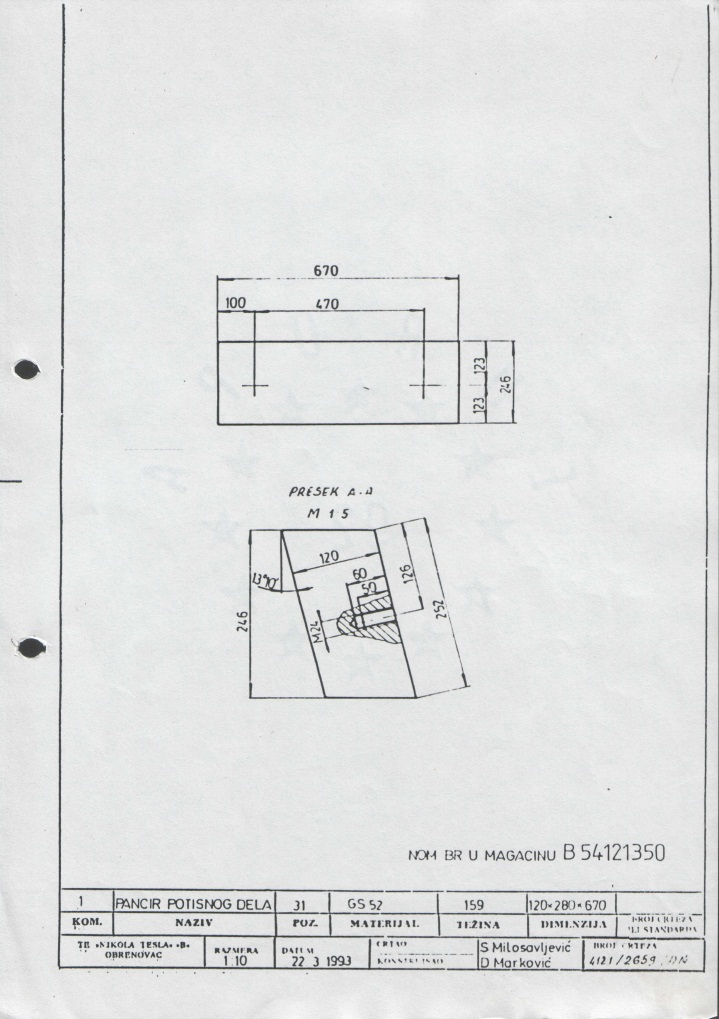 670
100 470
123
123
246
PRESEK A-A
M 1:5
120
60
50
13°10'
126
252
246
M24
NOM BR U MAGACINU B 54121350
1 PANCIR POTISNOG DELA 31 GS 52 159 120×280×670
KOM. NAZIV POZ. MATERIJAL TEŽINA DIMENZIJA BROJ CRTEŽA
ILI STANDARDA
TE »NIKOLA TESLA« »B«
OBRENOVAC
RAZMERA
1:10
DATUM
22 3 1993
CRTAO S Milosavljević
KONSTRUISAO D Marković
BROJ CRTEŽA
4121/2659